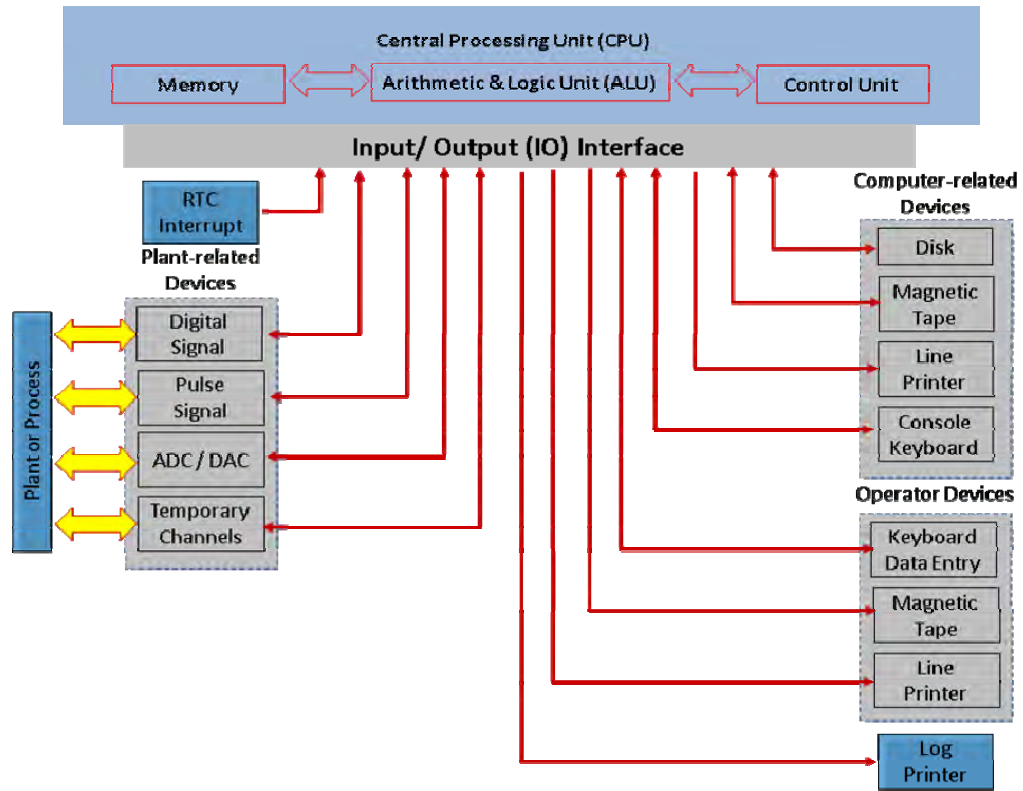 Central Processing Unit (CPU)
Memory
Arithmetic & Logic Unit (ALU)
Control Unit
Input/ Output (IO) Interface
RTC
Interrupt
Plant-related
Devices
Plant or Process
Digital
Signal
Pulse
Signal
ADC / DAC
Temporary
Channels
Computer-related
Devices
Disk
Magnetic
Tape
Line
Printer
Console
Keyboard
Operator Devices
Keyboard
Data Entry
Magnetic
Tape
Line
Printer
Log
Printer